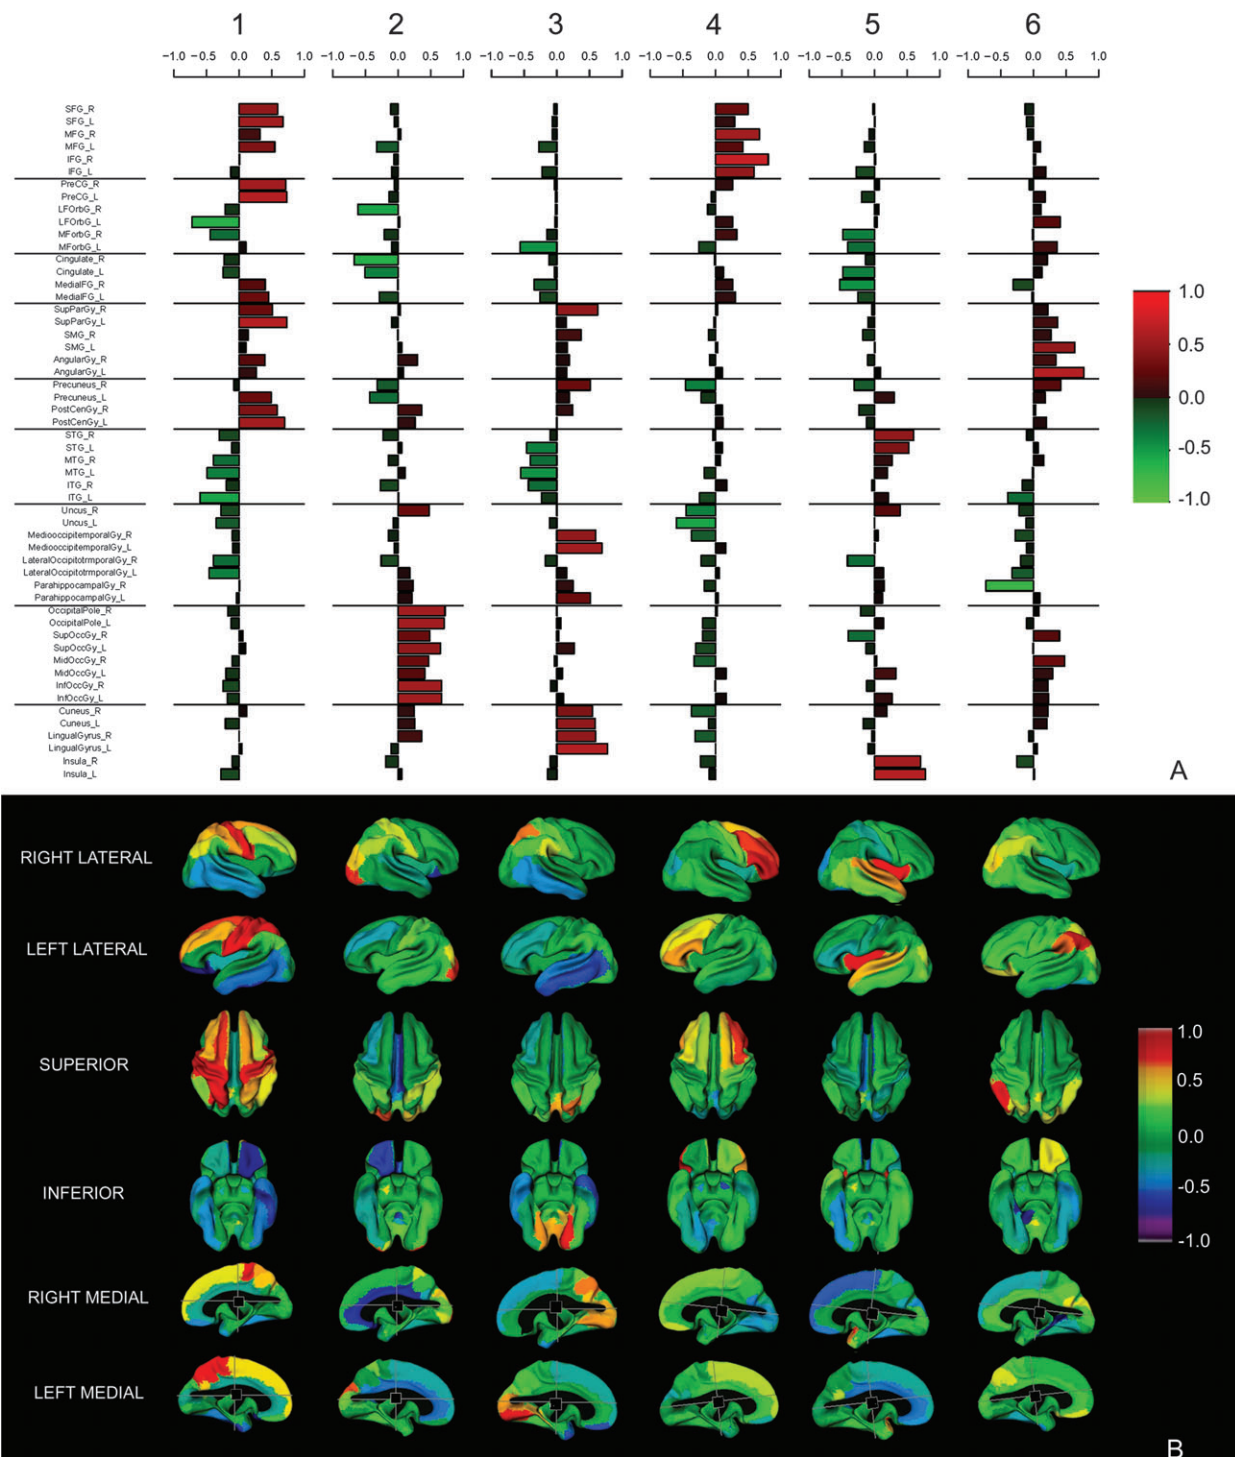 1 2 3 4 5 6
−1.0 −0.5 0.0 0.5 1.0 −1.0 −0.5 0.0 0.5 1.0 −1.0 −0.5 0.0 0.5 1.0 −1.0 −0.5 0.0 0.5 1.0 −1.0 −0.5 0.0 0.5 1.0 −1.0 −0.5 0.0 0.5 1.0
SFG_R
SFG_L
MFG_R
MFG_L
IFG_R
IFG_L
PreCG_R
PreCG_L
LFOrbG_R
LFOrbG_L
MForbG_R
MForbG_L
Cingulate_R
Cingulate_L
MedialFG_R
MedialFG_L
SupParGy_R
SupParGy_L
SMG_R
SMG_L
AngularGy_R
AngularGy_L
Precuneus_R
Precuneus_L
PostCenGy_R
PostCenGy_L
STG_R
STG_L
MTG_R
MTG_L
ITG_R
ITG_L
Uncus_R
Uncus_L
MediooccipitemporalGy_R
MediooccipitemporalGy_L
LateralOccipitotrmporalGy_R
LateralOccipitotrmporalGy_L
ParahippocampalGy_R
ParahippocampalGy_L
OccipitalPole_R
OccipitalPole_L
SupOccGy_R
SupOccGy_L
MidOccGy_R
MidOccGy_L
InfOccGy_R
InfOccGy_L
Cuneus_R
Cuneus_L
LingualGyrus_R
LingualGyrus_L
Insula_R
Insula_L
1.0
0.5
0.0
-0.5
-1.0
A
RIGHT LATERAL
LEFT LATERAL
SUPERIOR
INFERIOR
RIGHT MEDIAL
LEFT MEDIAL
1.0
0.5
0.0
-0.5
-1.0
B